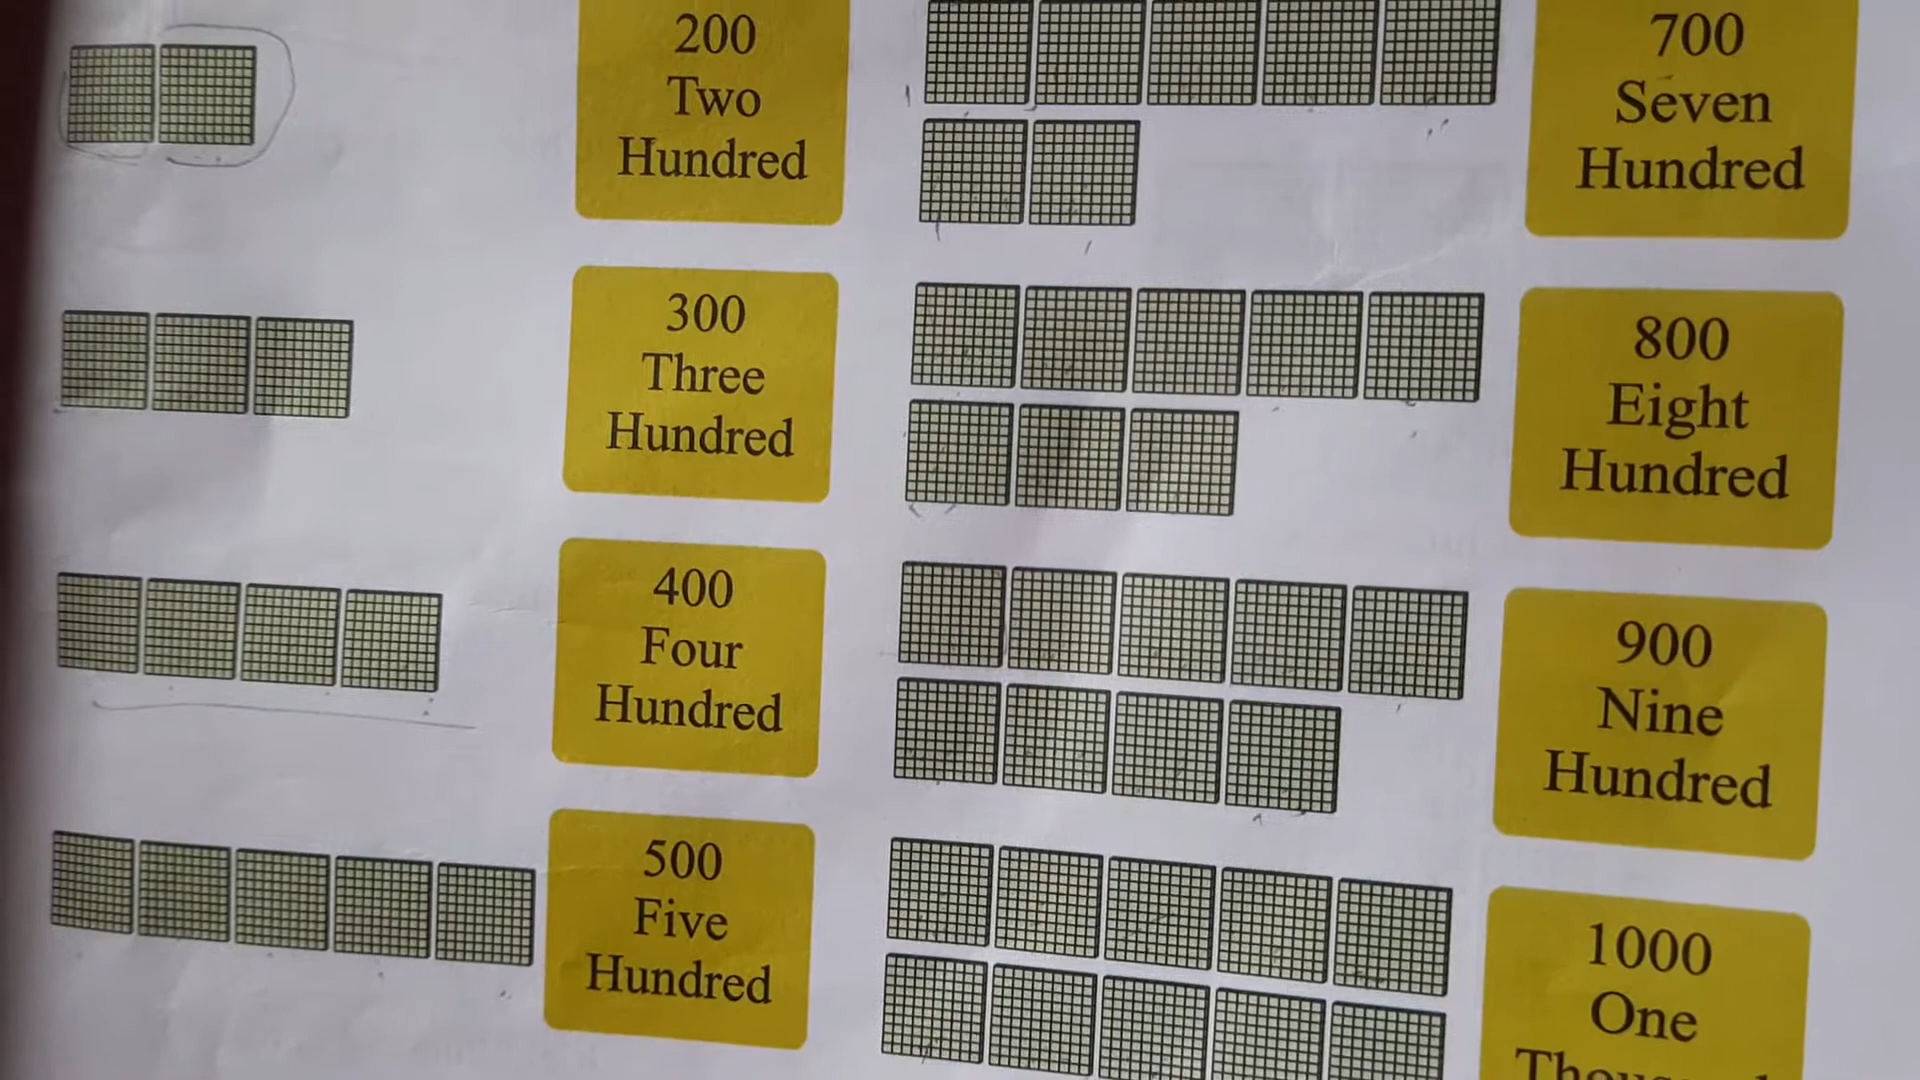 200
Two
Hundred
300
Three
Hundred
400
Four
Hundred
500
Five
Hundred
700
Seven
Hundred
800
Eight
Hundred
900
Nine
Hundred
1000
One